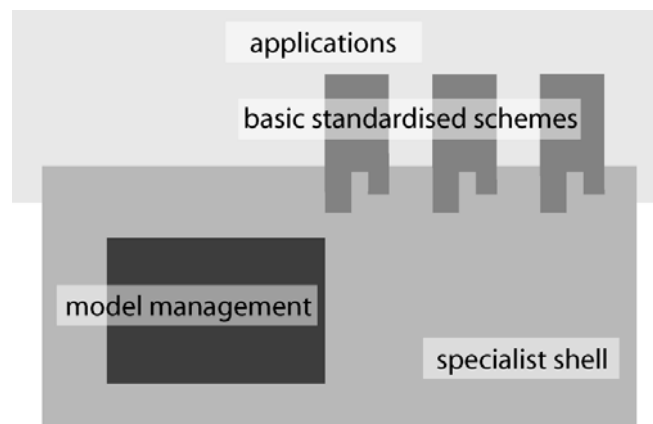 applications
basic standardised schemes
model management
specialist shell